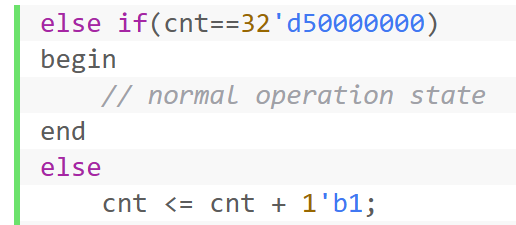 else if(cnt==32'd50000000)
begin
    // normal operation state
end
else
    cnt <= cnt + 1'b1;